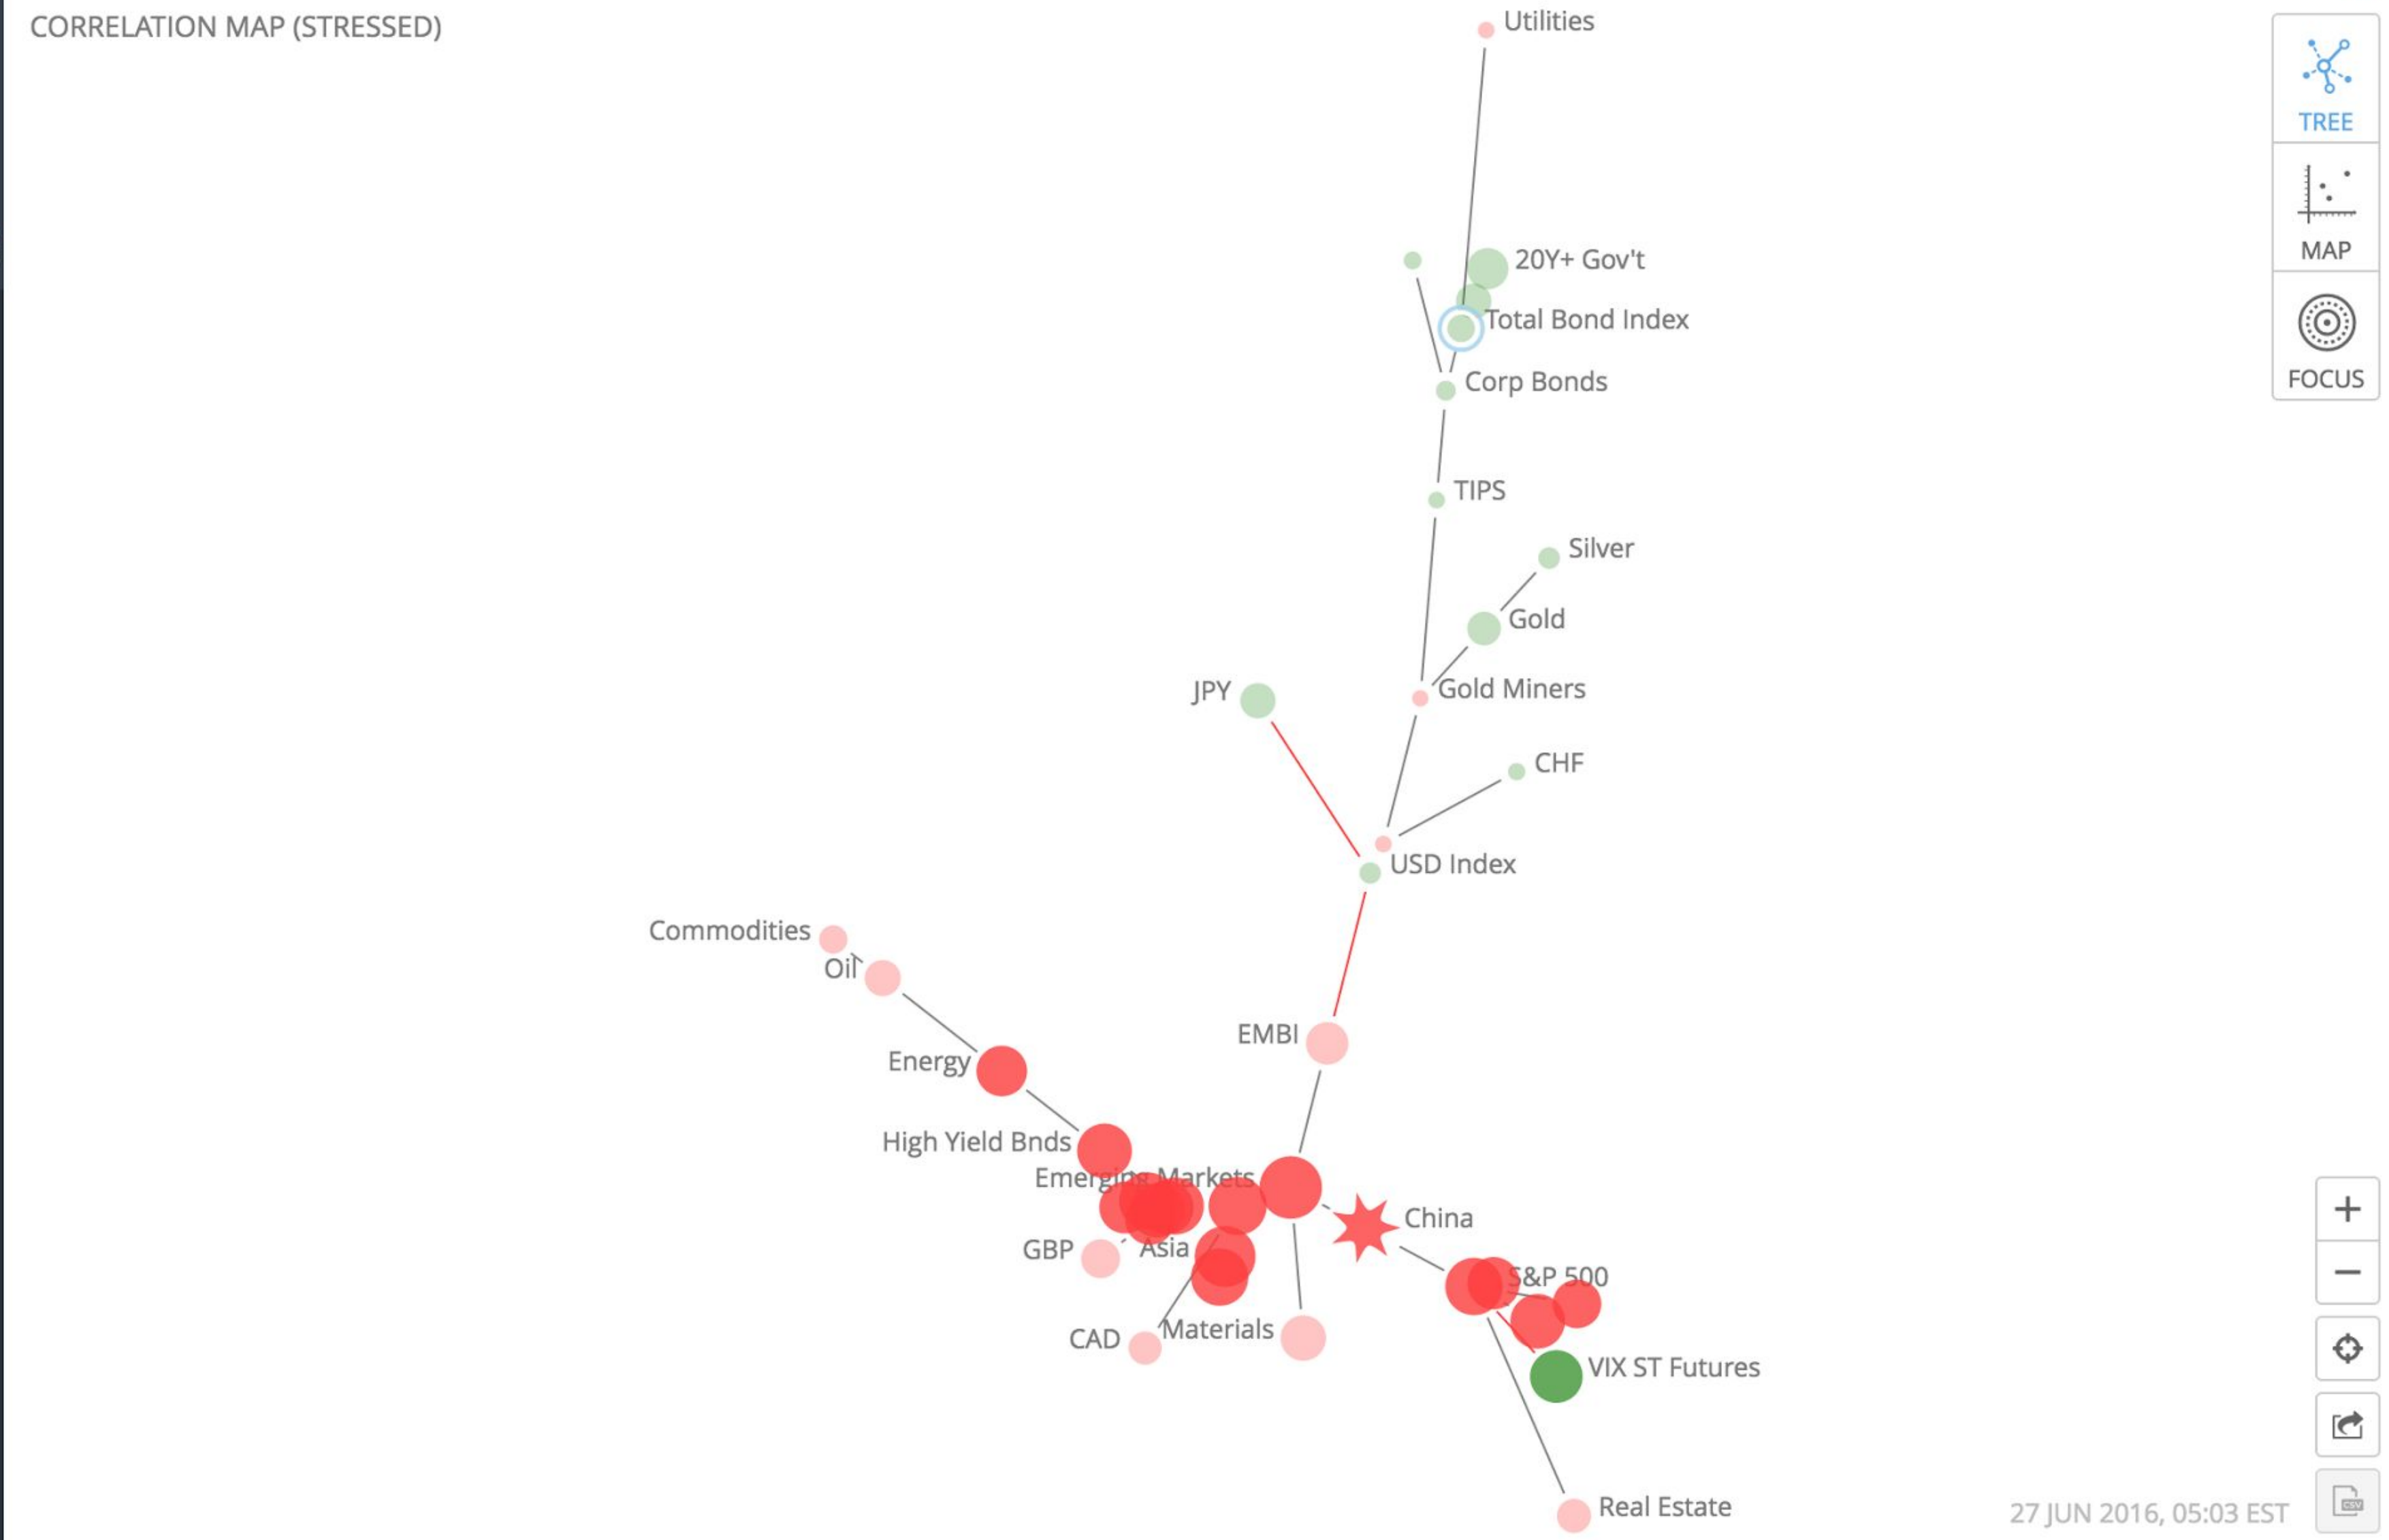 CORRELATION MAP (STRESSED)
Utilities
TREE
20Y+ Gov't
MAP
Total Bond Index
Corp Bonds
FOCUS
TIPS
Silver
Gold
JPY
Gold Miners
CHF
USD Index
Commodities
Oil
EMBI
Energy
High Yield Bnds
Emerging Markets
China
GBP
Asia
S&P 500
CAD
Materials
VIX ST Futures
Real Estate
27 JUN 2016, 05:03 EST
CSV